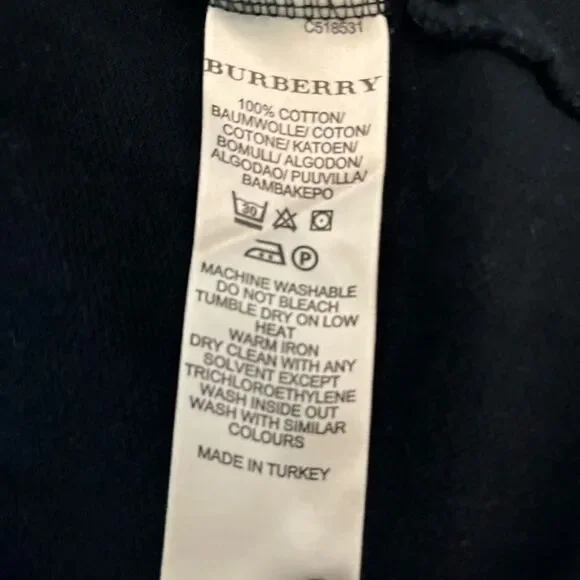 C518531
BURBERRY
100% COTTON/
BAUMWOLLE/ COTON/
COTONE/ KATOEN/
BOMULL/ ALGODON/
ALGODAO/ PUUVILLA/
BAMBAKEPO
30
P
MACHINE WASHABLE
DO NOT BLEACH
TUMBLE DRY ON LOW
HEAT
WARM IRON
DRY CLEAN WITH ANY
SOLVENT EXCEPT
TRICHLOROETHYLENE
WASH INSIDE OUT
WASH WITH SIMILAR
COLOURS
MADE IN TURKEY